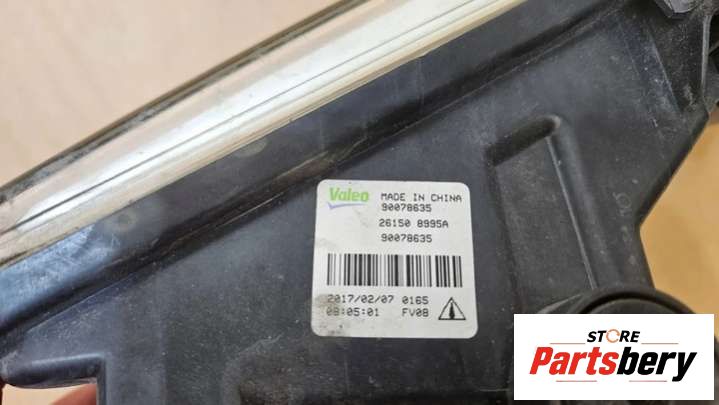 Valeo MADE IN CHINA
90078635
26150 8995A
90078635
2017/02/07 0165
08:05:01 FV08
STORE
Partsbery